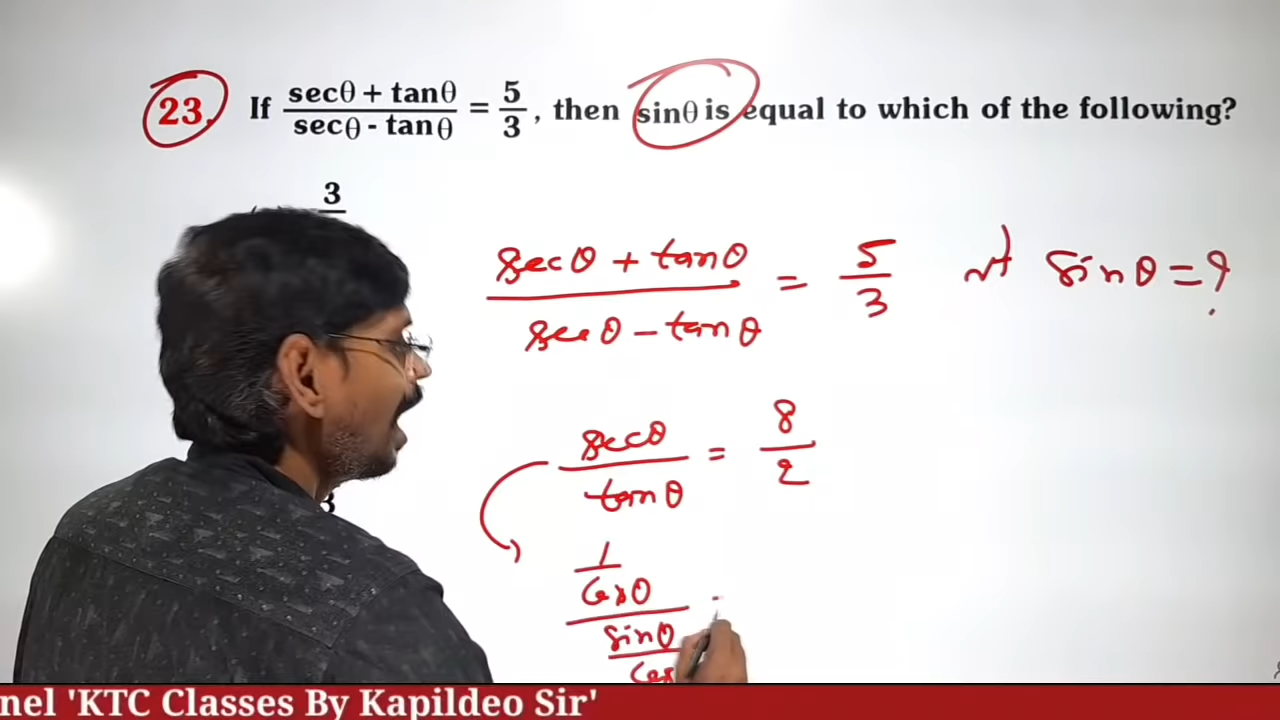 23. If secθ + tanθ / secθ - tanθ = 5/3, then sinθ is equal to which of the following?
3
secθ + tanθ / secθ - tanθ = 5/3 तो sinθ = ?
secθ / tanθ = 8/2
1
cosθ
sinθ
cos
3
nel 'KTC Classes By Kapildeo Sir'